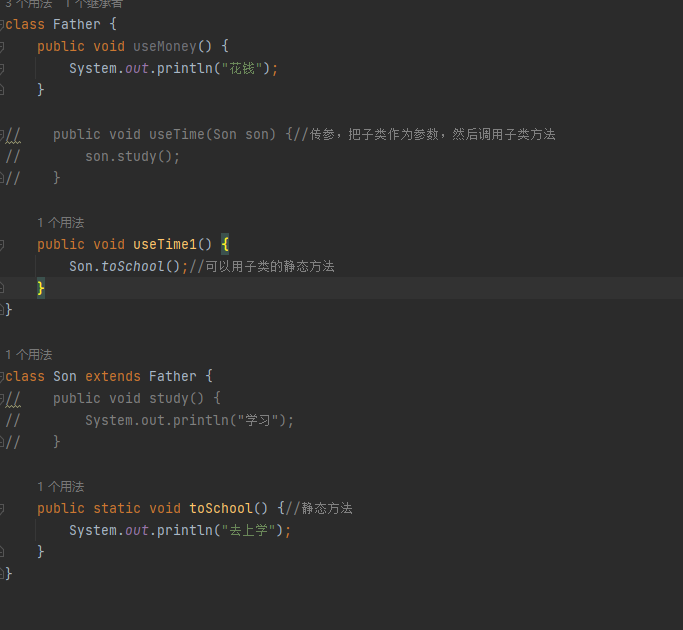 3 个用法 1 个继承者
class Father {
public void useMoney() {
System.out.println("花钱");
}
// public void useTime(Son son) {//传参，把子类作为参数，然后调用子类方法
// son.study();
// }
1 个用法
public void useTime1() {
Son.toSchool();//可以用子类的静态方法
}
}
1 个用法
class Son extends Father {
// public void study() {
// System.out.println("学习");
// }
1 个用法
public static void toSchool() {//静态方法
System.out.println("去上学");
}
}